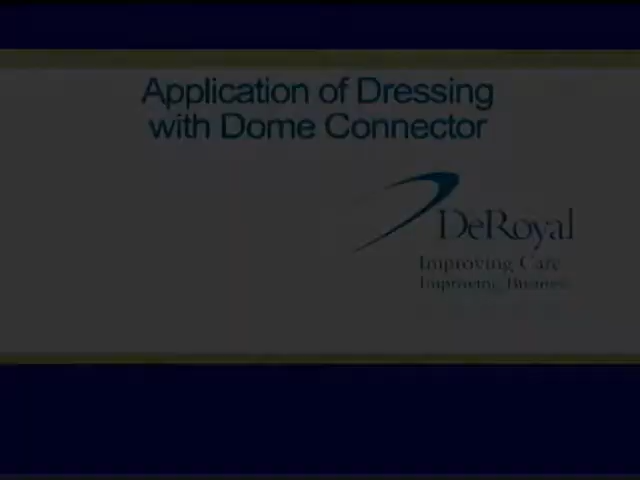 Application of Dressing
with Dome Connector
DeRoyal
Improving Care
Improving Business